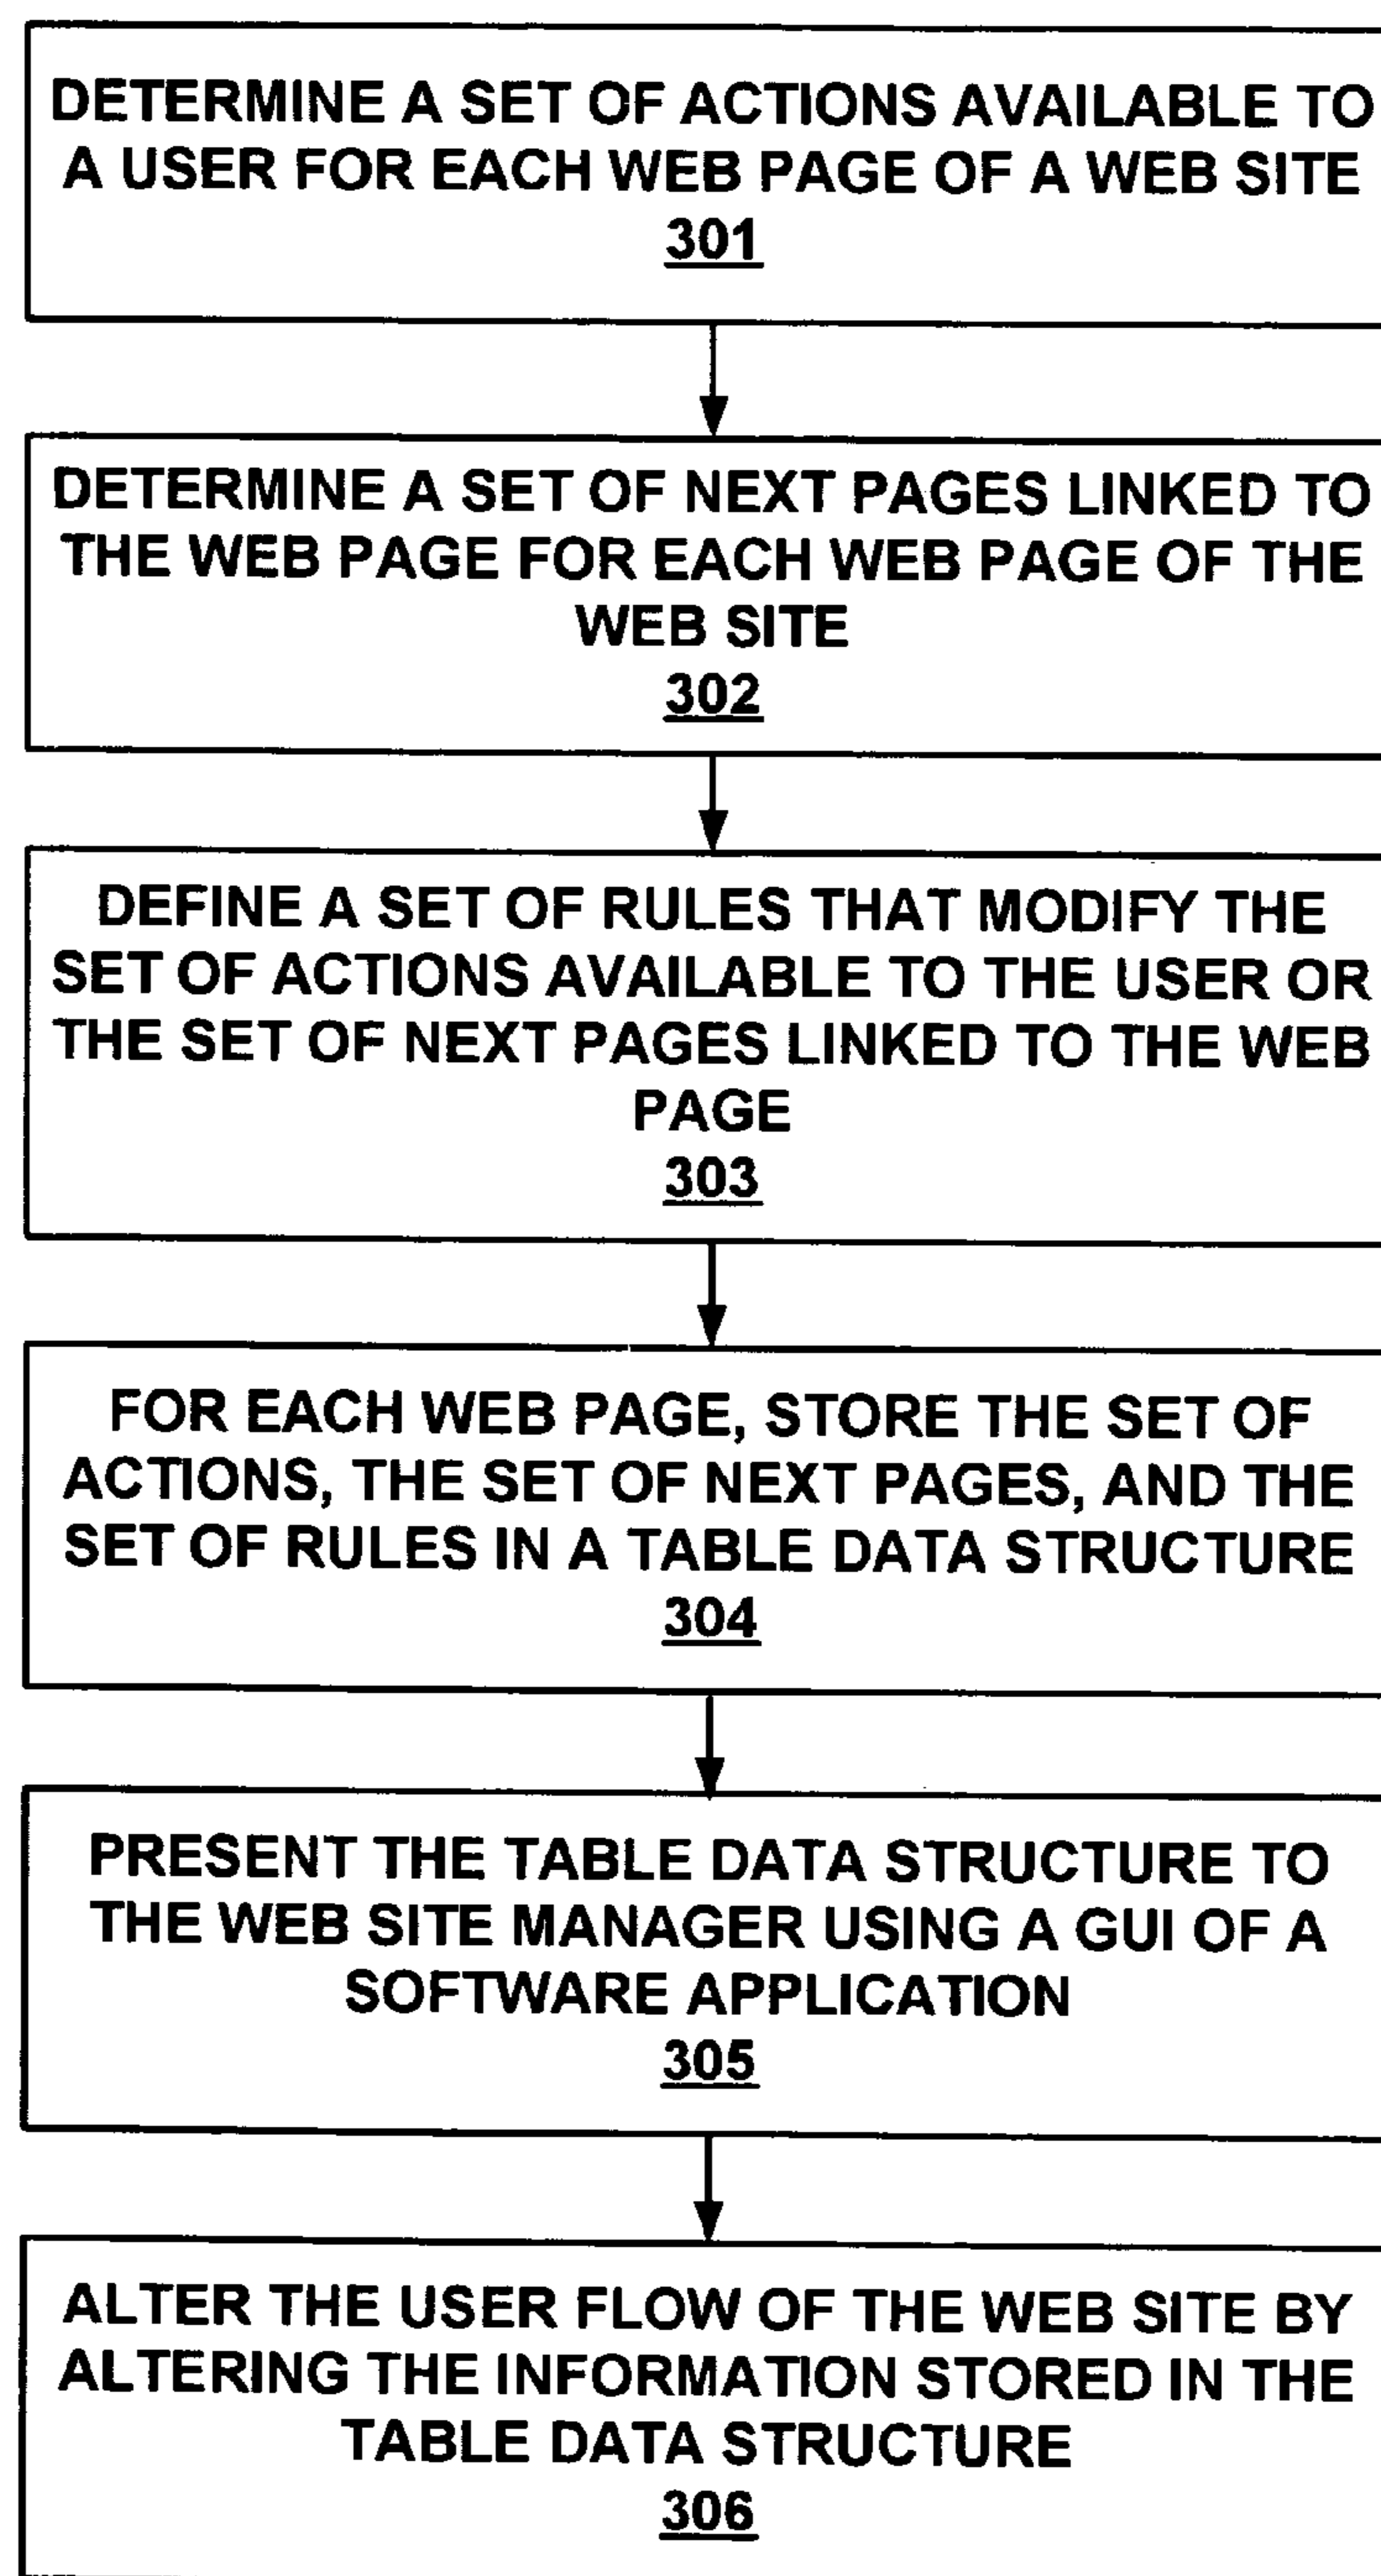 DETERMINE A SET OF ACTIONS AVAILABLE TO
A USER FOR EACH WEB PAGE OF A WEB SITE
301
DETERMINE A SET OF NEXT PAGES LINKED TO
THE WEB PAGE FOR EACH WEB PAGE OF THE
WEB SITE
302
DEFINE A SET OF RULES THAT MODIFY THE
SET OF ACTIONS AVAILABLE TO THE USER OR
THE SET OF NEXT PAGES LINKED TO THE WEB
PAGE
303
FOR EACH WEB PAGE, STORE THE SET OF
ACTIONS, THE SET OF NEXT PAGES, AND THE
SET OF RULES IN A TABLE DATA STRUCTURE
304
PRESENT THE TABLE DATA STRUCTURE TO
THE WEB SITE MANAGER USING A GUI OF A
SOFTWARE APPLICATION
305
ALTER THE USER FLOW OF THE WEB SITE BY
ALTERING THE INFORMATION STORED IN THE
TABLE DATA STRUCTURE
306